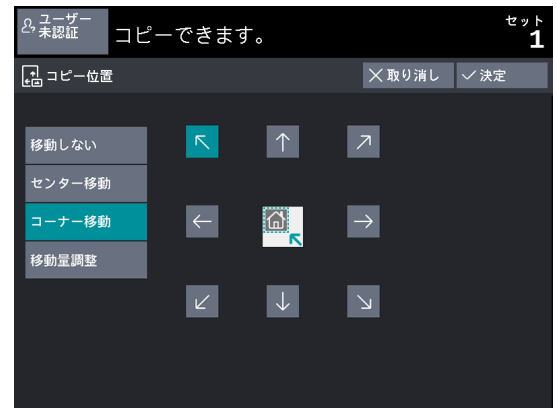 ユーザー
未認証
コピーできます。
セット
1
コピー位置
取り消し
決定
移動しない
センター移動
コーナー移動
移動量調整